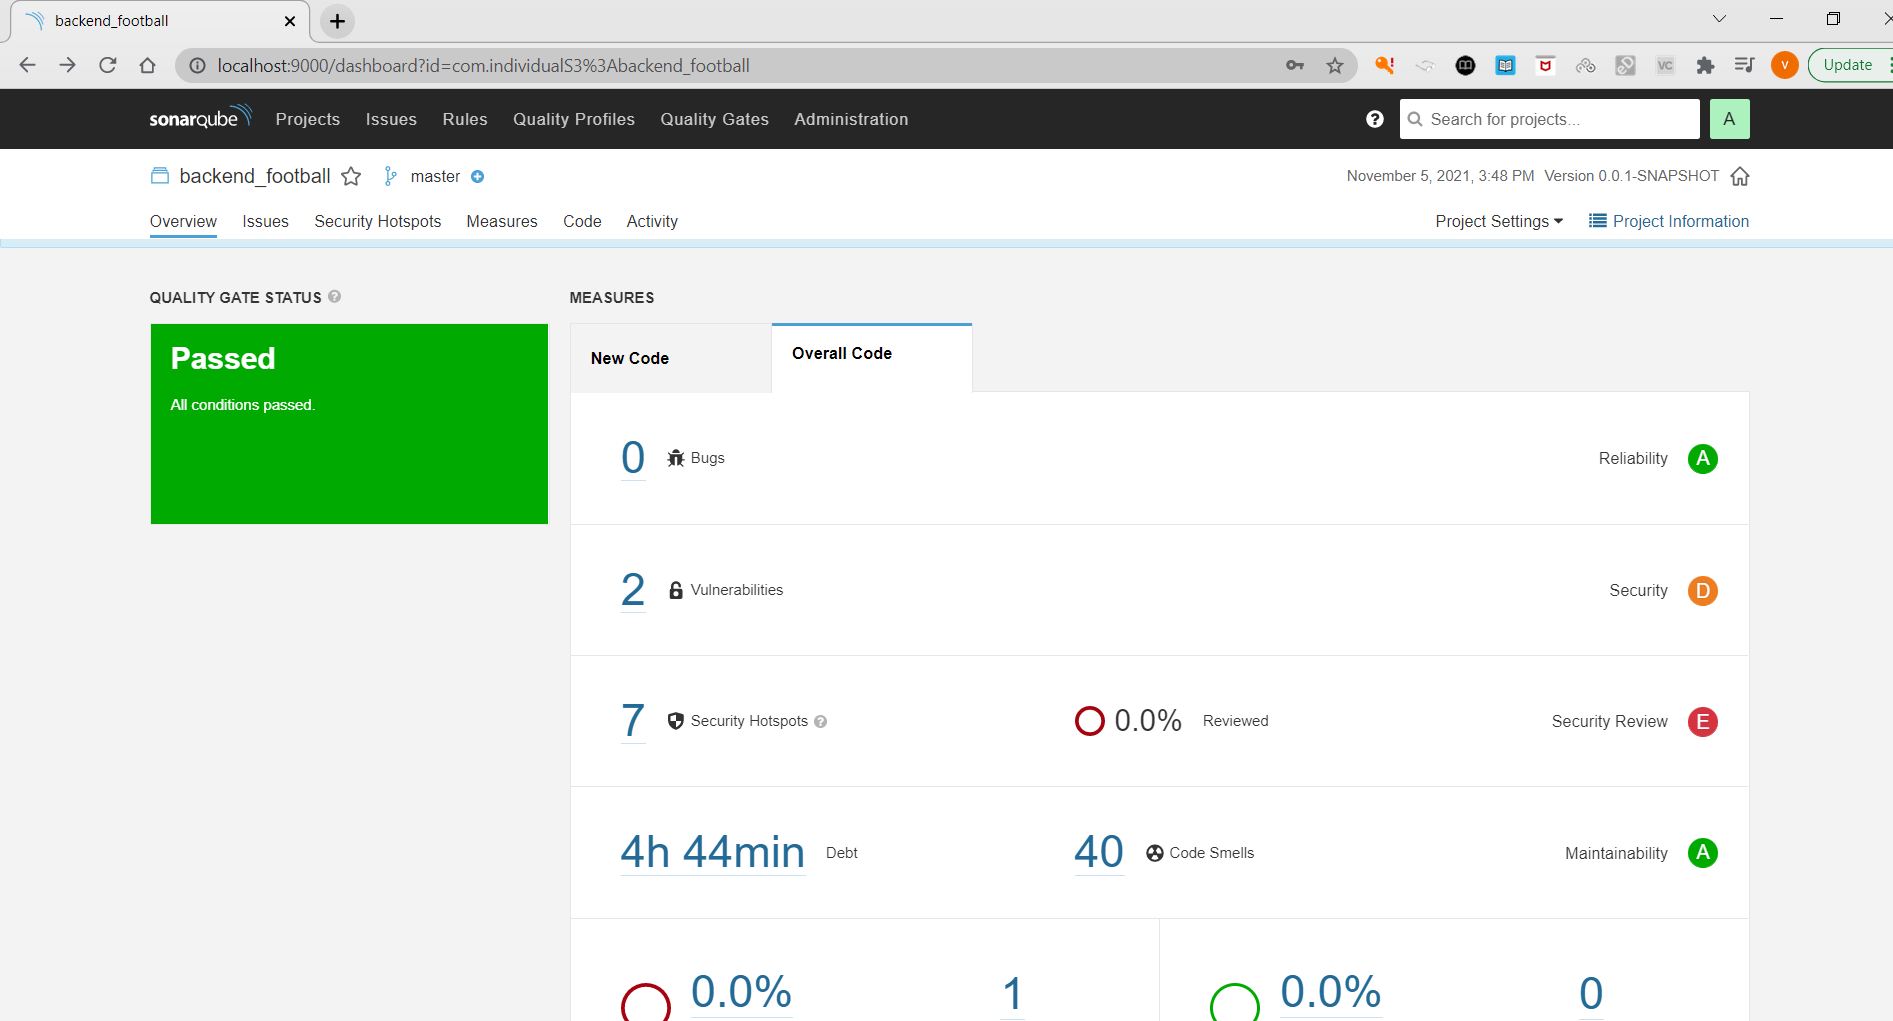 backend_football
localhost:9000/dashboard?id=com.individualS3%3Abackend_football
VC
V
Update
sonarqube Projects Issues Rules Quality Profiles Quality Gates Administration
? Search for projects... A
backend_football master
November 5, 2021, 3:48 PM Version 0.0.1-SNAPSHOT
Overview Issues Security Hotspots Measures Code Activity
Project Settings Project Information
QUALITY GATE STATUS ?
MEASURES
Passed
All conditions passed.
New Code
Overall Code
0 Bugs Reliability A
2 Vulnerabilities Security D
7 Security Hotspots ? 0.0% Reviewed Security Review E
4h 44min Debt 40 Code Smells Maintainability A
0.0% 1 0.0% 0